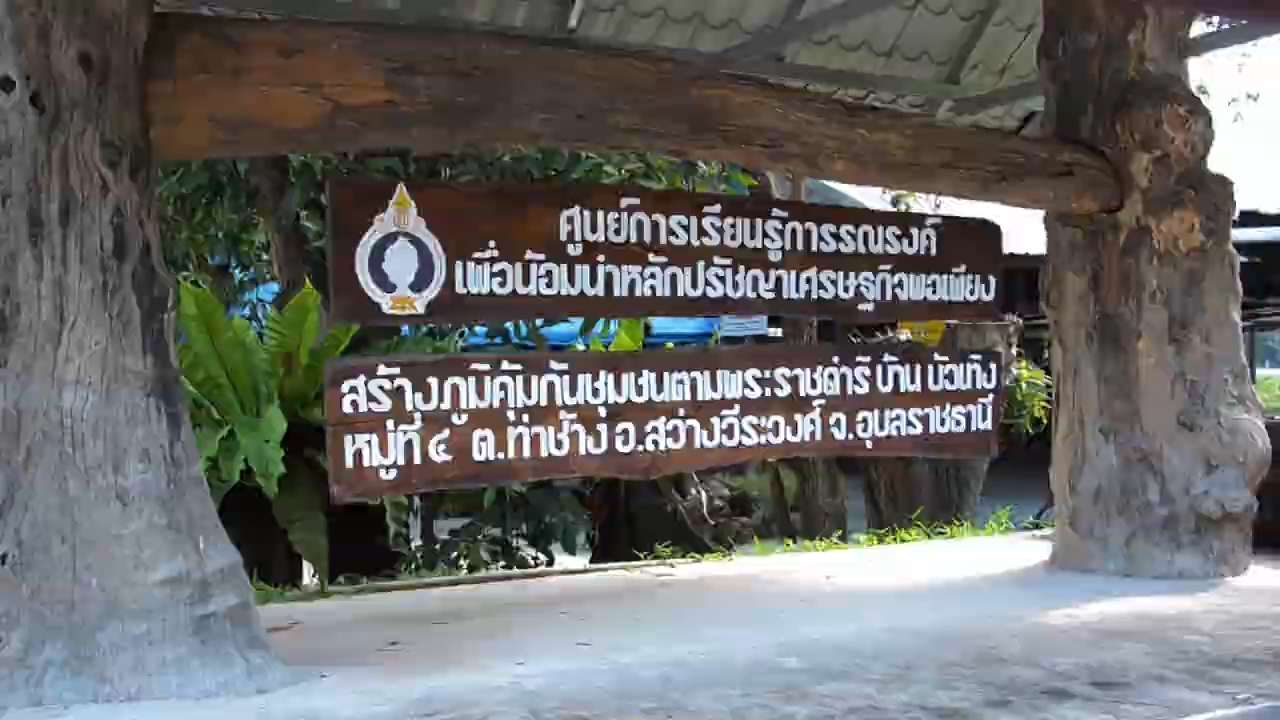 ศูนย์การเรียนรู้การรณรงค์
เพื่อน้อมนำหลักปรัชญาเศรษฐกิจพอเพียง
สร้างภูมิคุ้มกันชุมชนตามพระราชดำริ บ้าน บัวเทิง
หมู่ที่ ๔ ต.ท่าช้าง อ.สว่างวีระวงศ์ จ.อุบลราชธานี